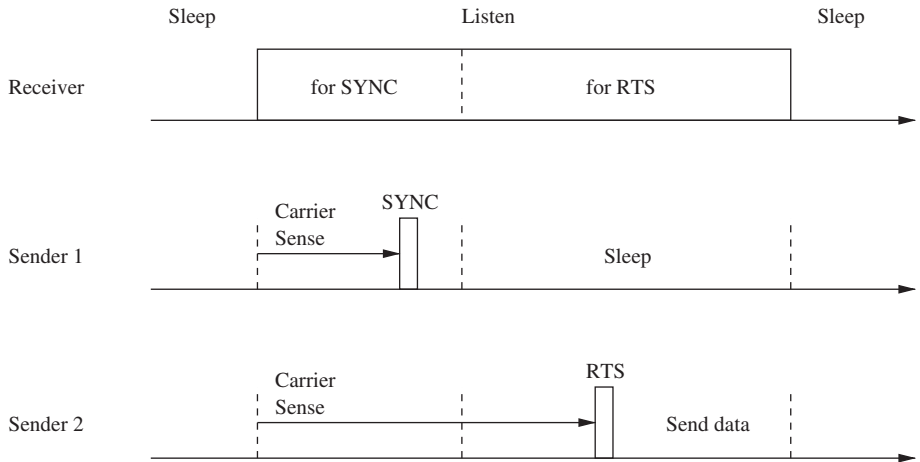 Sleep Listen Sleep
Receiver for SYNC for RTS
SYNC
Carrier
Sense
Sender 1 Sleep
RTS
Carrier
Sense
Sender 2 Send data